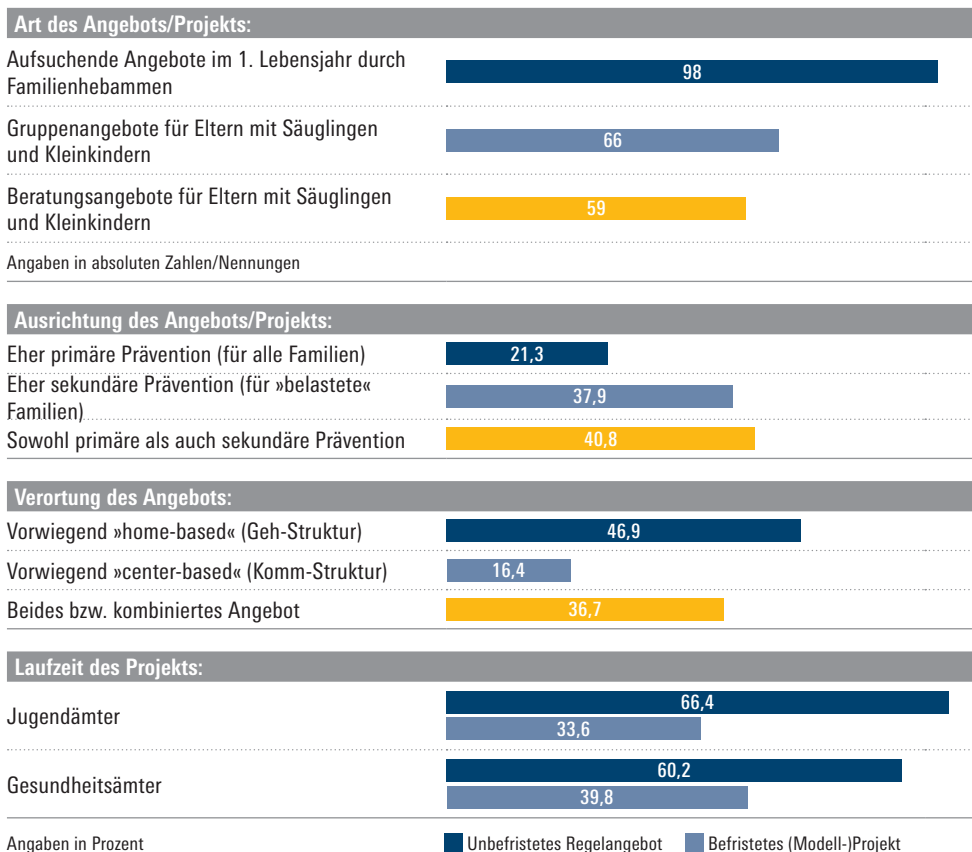 Art des Angebots/Projekts:
Aufsuchende Angebote im 1. Lebensjahr durch
Familienhebammen
98
Gruppenangebote für Eltern mit Säuglingen
und Kleinkindern
66
Beratungsangebote für Eltern mit Säuglingen
und Kleinkindern
59
Angaben in absoluten Zahlen/Nennungen
Ausrichtung des Angebots/Projekts:
Eher primäre Prävention (für alle Familien)
21,3
Eher sekundäre Prävention (für »belastete«
Familien)
37,9
Sowohl primäre als auch sekundäre Prävention
40,8
Verortung des Angebots:
Vorwiegend »home-based« (Geh-Struktur)
46,9
Vorwiegend »center-based« (Komm-Struktur)
16,4
Beides bzw. kombiniertes Angebot
36,7
Laufzeit des Projekts:
Jugendämter
66,4
33,6
Gesundheitsämter
60,2
39,8
Angaben in Prozent
Unbefristetes Regelangebot
Befristetes (Modell-)Projekt